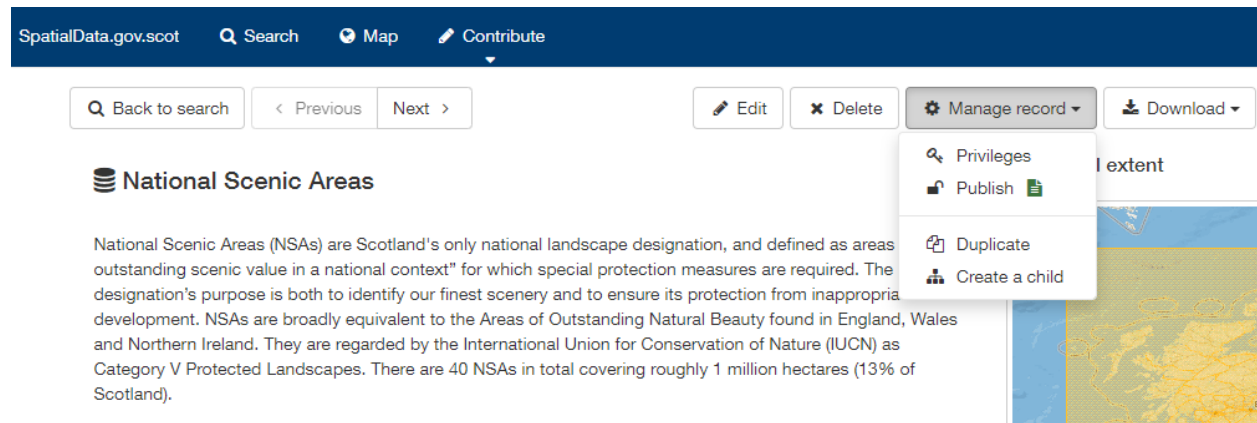 SpatialData.gov.scot Search Map Contribute
Back to search Previous Next Edit Delete Manage record Download
Privileges
l extent
National Scenic Areas
Publish
National Scenic Areas (NSAs) are Scotland's only national landscape designation, and defined as areas
Duplicate
outstanding scenic value in a national context” for which special protection measures are required. The
Create a child
designation’s purpose is both to identify our finest scenery and to ensure its protection from inappropria
development. NSAs are broadly equivalent to the Areas of Outstanding Natural Beauty found in England, Wales
and Northern Ireland. They are regarded by the International Union for Conservation of Nature (IUCN) as
Category V Protected Landscapes. There are 40 NSAs in total covering roughly 1 million hectares (13% of
Scotland).